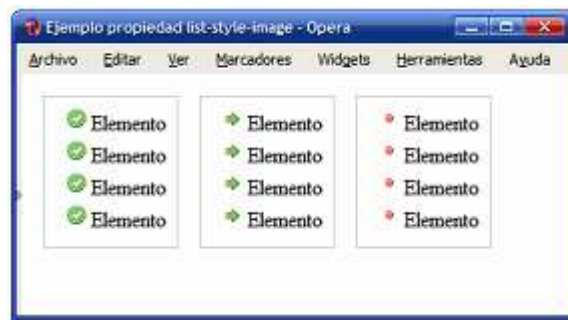 Ejemplo propiedad list-style-image - Opera
Archivo Editar Ver Marcadores Widgets Herramientas Ayuda
Elemento Elemento Elemento
Elemento Elemento Elemento
Elemento Elemento Elemento
Elemento Elemento Elemento